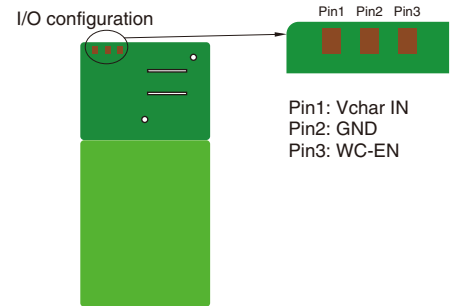 I/O configuration
Pin1 Pin2 Pin3
Pin1: Vchar IN
Pin2: GND
Pin3: WC-EN